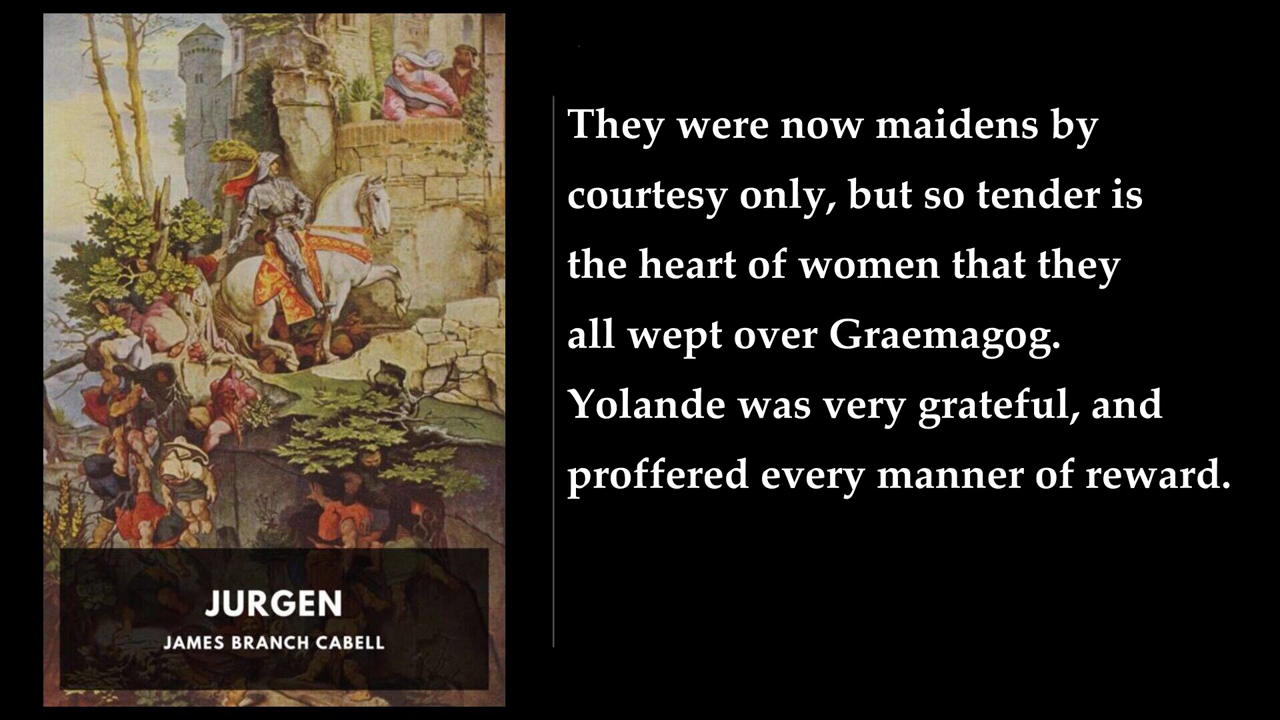 They were now maidens by
courtesy only, but so tender is
the heart of women that they
all wept over Graemagog.
Yolande was very grateful, and
proffered every manner of reward.
JURGEN
JAMES BRANCH CABELL